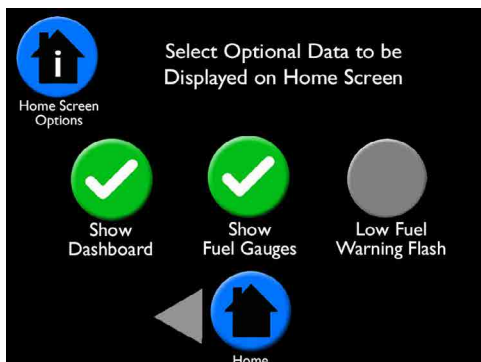 i
Select Optional Data to be
Displayed on Home Screen
Home Screen
Options
Show
Dashboard
Show
Fuel Gauges
Low Fuel
Warning Flash
Home